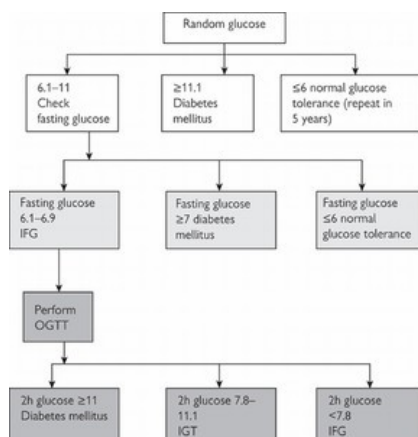 Random glucose
6.1–11
Check
fasting glucose
≥11.1
Diabetes
mellitus
≤6 normal glucose
tolerance (repeat in
5 years)
Fasting glucose
6.1–6.9
IFG
Fasting glucose
≥7 diabetes
mellitus
Fasting glucose
≤6 normal
glucose tolerance
Perform
OGTT
2h glucose ≥11
Diabetes mellitus
2h glucose 7.8–
11.1
IGT
2h glucose
<7.8
IFG